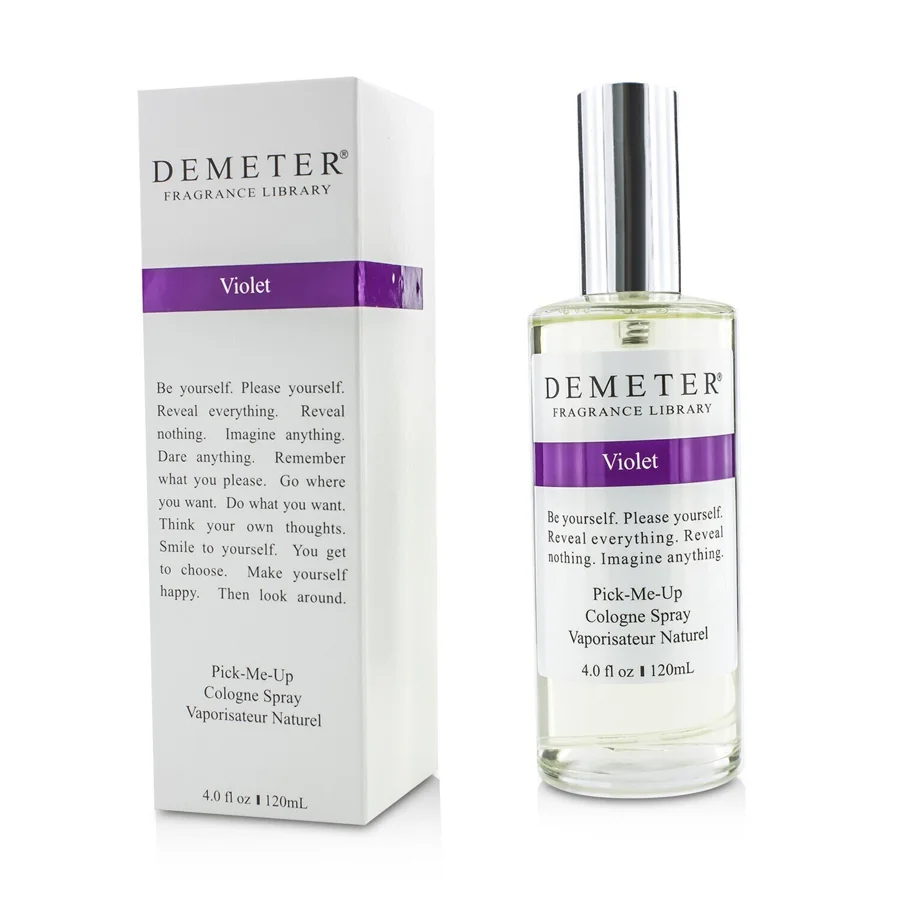 DEMETER®
FRAGRANCE LIBRARY
Violet
Be yourself. Please yourself.
Reveal everything. Reveal
nothing. Imagine anything.
Dare anything. Remember
what you please. Go where
you want. Do what you want.
Think your own thoughts.
Smile to yourself. You get
to choose. Make yourself
happy. Then look around.
Pick-Me-Up
Cologne Spray
Vaporisateur Naturel
4.0 fl oz ▮ 120mL
DEMETER®
FRAGRANCE LIBRARY
Violet
Be yourself. Please yourself.
Reveal everything. Reveal
nothing. Imagine anything.
Pick-Me-Up
Cologne Spray
Vaporisateur Naturel
4.0 fl oz ▮ 120mL